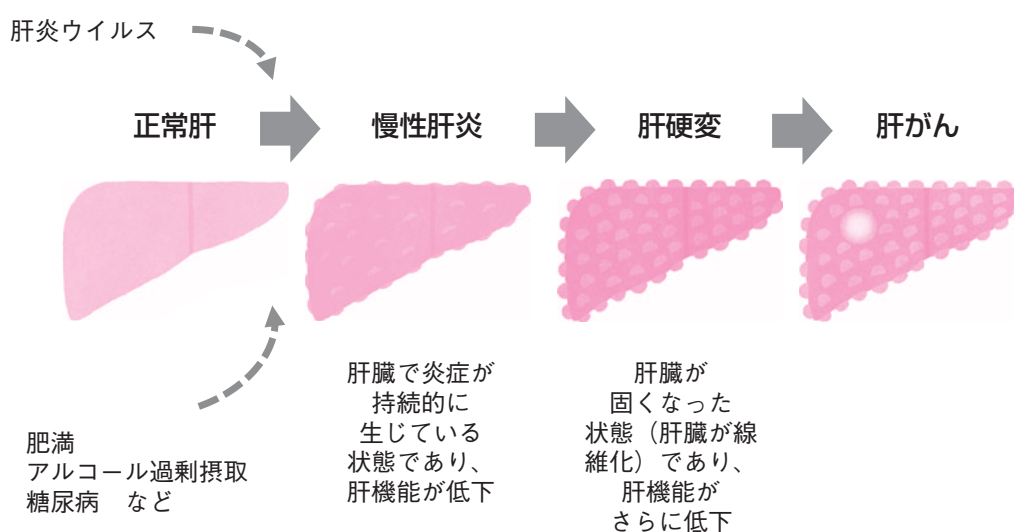 肝炎ウイルス
正常肝
慢性肝炎
肝硬変
肝がん
肝臓で炎症が
持続的に
生じている
状態であり、
肝機能が低下
肝臓が
固くなった
状態（肝臓が線
維化）であり、
肝機能が
さらに低下
肥満
アルコール過剰摂取
糖尿病　など